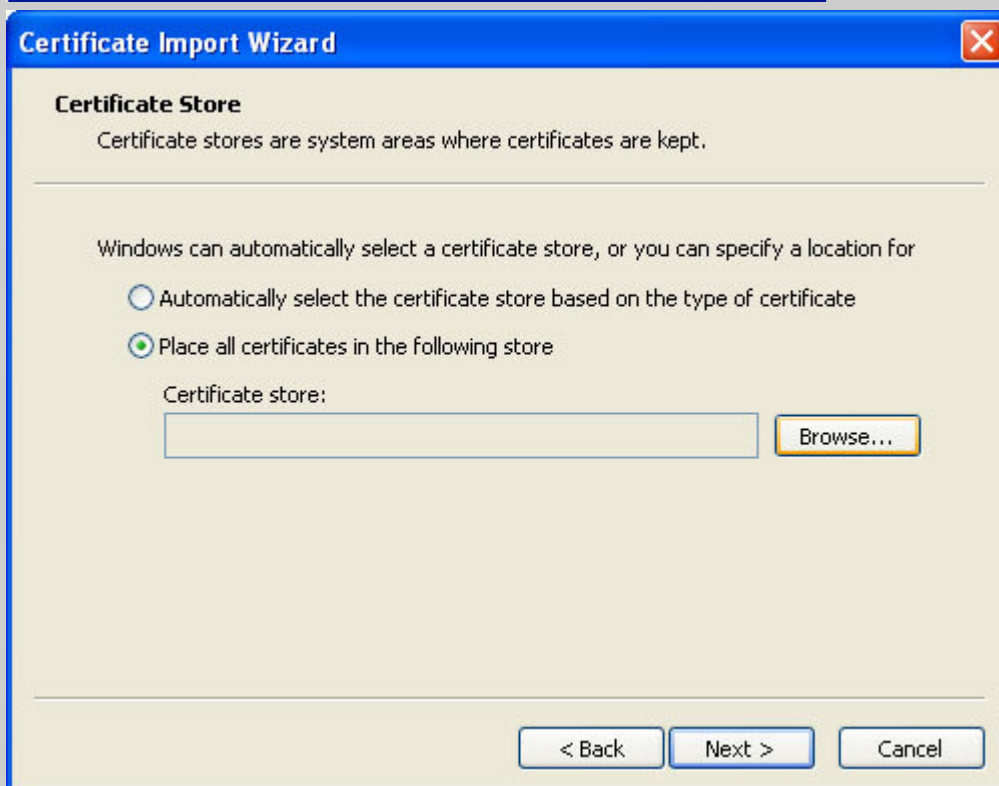 Certificate Import Wizard
Certificate Store
Certificate stores are system areas where certificates are kept.
Windows can automatically select a certificate store, or you can specify a location for
Automatically select the certificate store based on the type of certificate
Place all certificates in the following store
Certificate store:
Browse...
< Back Next > Cancel